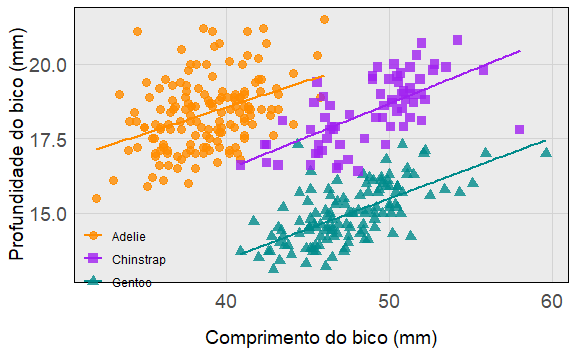 Profundidade do bico (mm)
20.0
17.5
15.0
Adelie
Chinstrap
Gentoo
40
50
60
Comprimento do bico (mm)